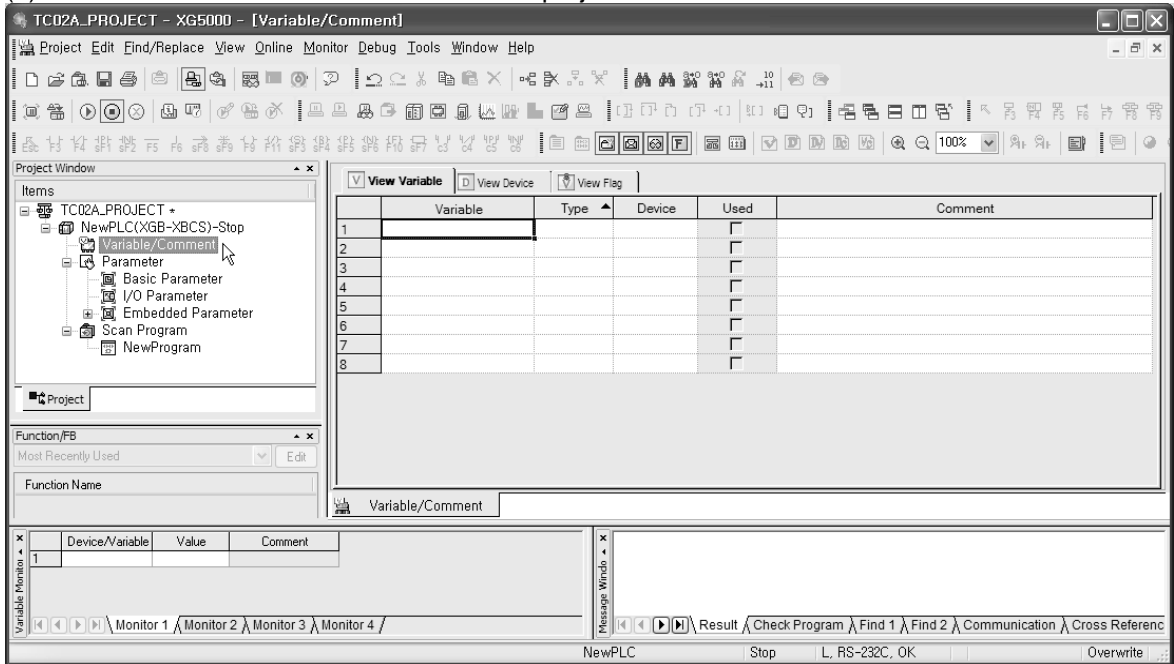 TC02A_PROJECT - XG5000 - [Variable/Comment]
Project Edit Find/Replace View Online Monitor Debug Tools Window Help
100%
Project Window
Items
TC02A_PROJECT *
NewPLC(XGB-XBCS)-Stop
Variable/Comment
Parameter
Basic Parameter
I/O Parameter
Embedded Parameter
Scan Program
NewProgram
Project
Function/FB
Most Recently Used Edit
Function Name
V View Variable D View Device View Flag
Variable Type Device Used Comment
1
2
3
4
5
6
7
8
Variable/Comment
Variable Monitor
Device/Variable Value Comment
1
Monitor 1 Monitor 2 Monitor 3 Monitor 4
Message Windo
Result Check Program Find 1 Find 2 Communication Cross Referenc
NewPLC Stop L, RS-232C, OK Overwrite